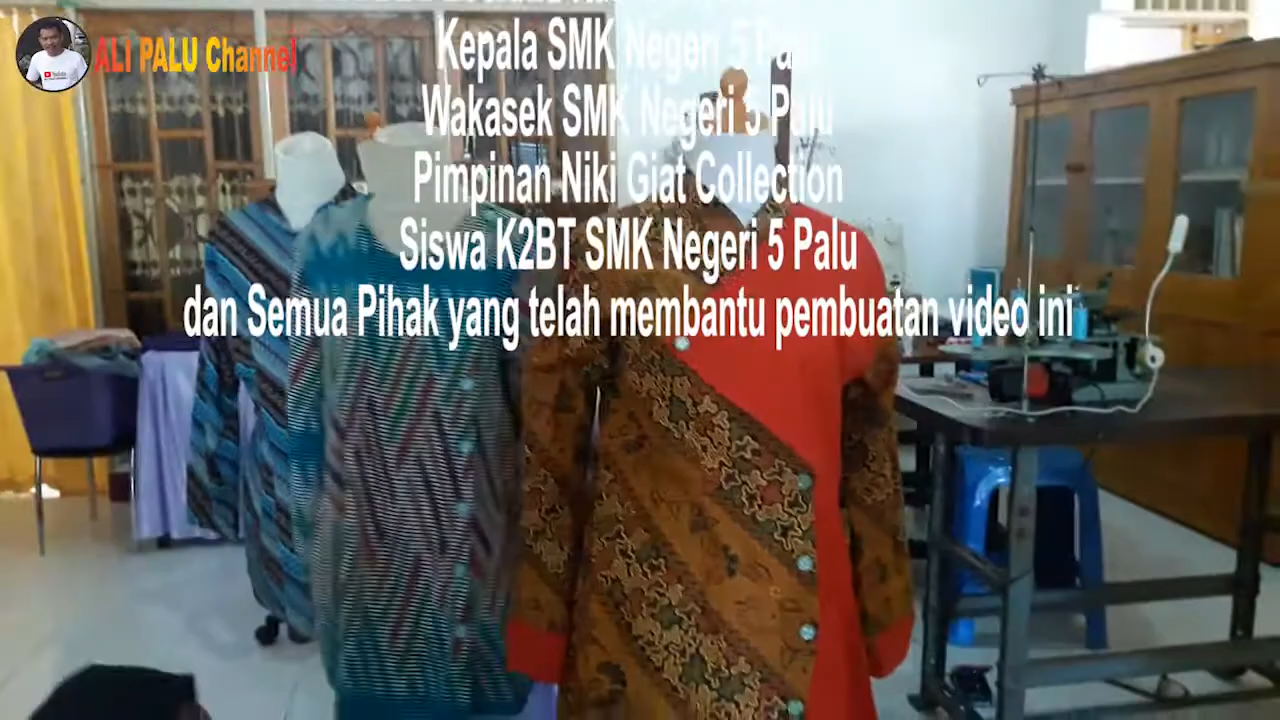 ALI PALU Channel
Kepala SMK Negeri 5 Palu
Wakasek SMK Negeri 5 Palu
Pimpinan Niki Giat Collection
Siswa K2BT SMK Negeri 5 Palu
dan Semua Pihak yang telah membantu pembuatan video ini